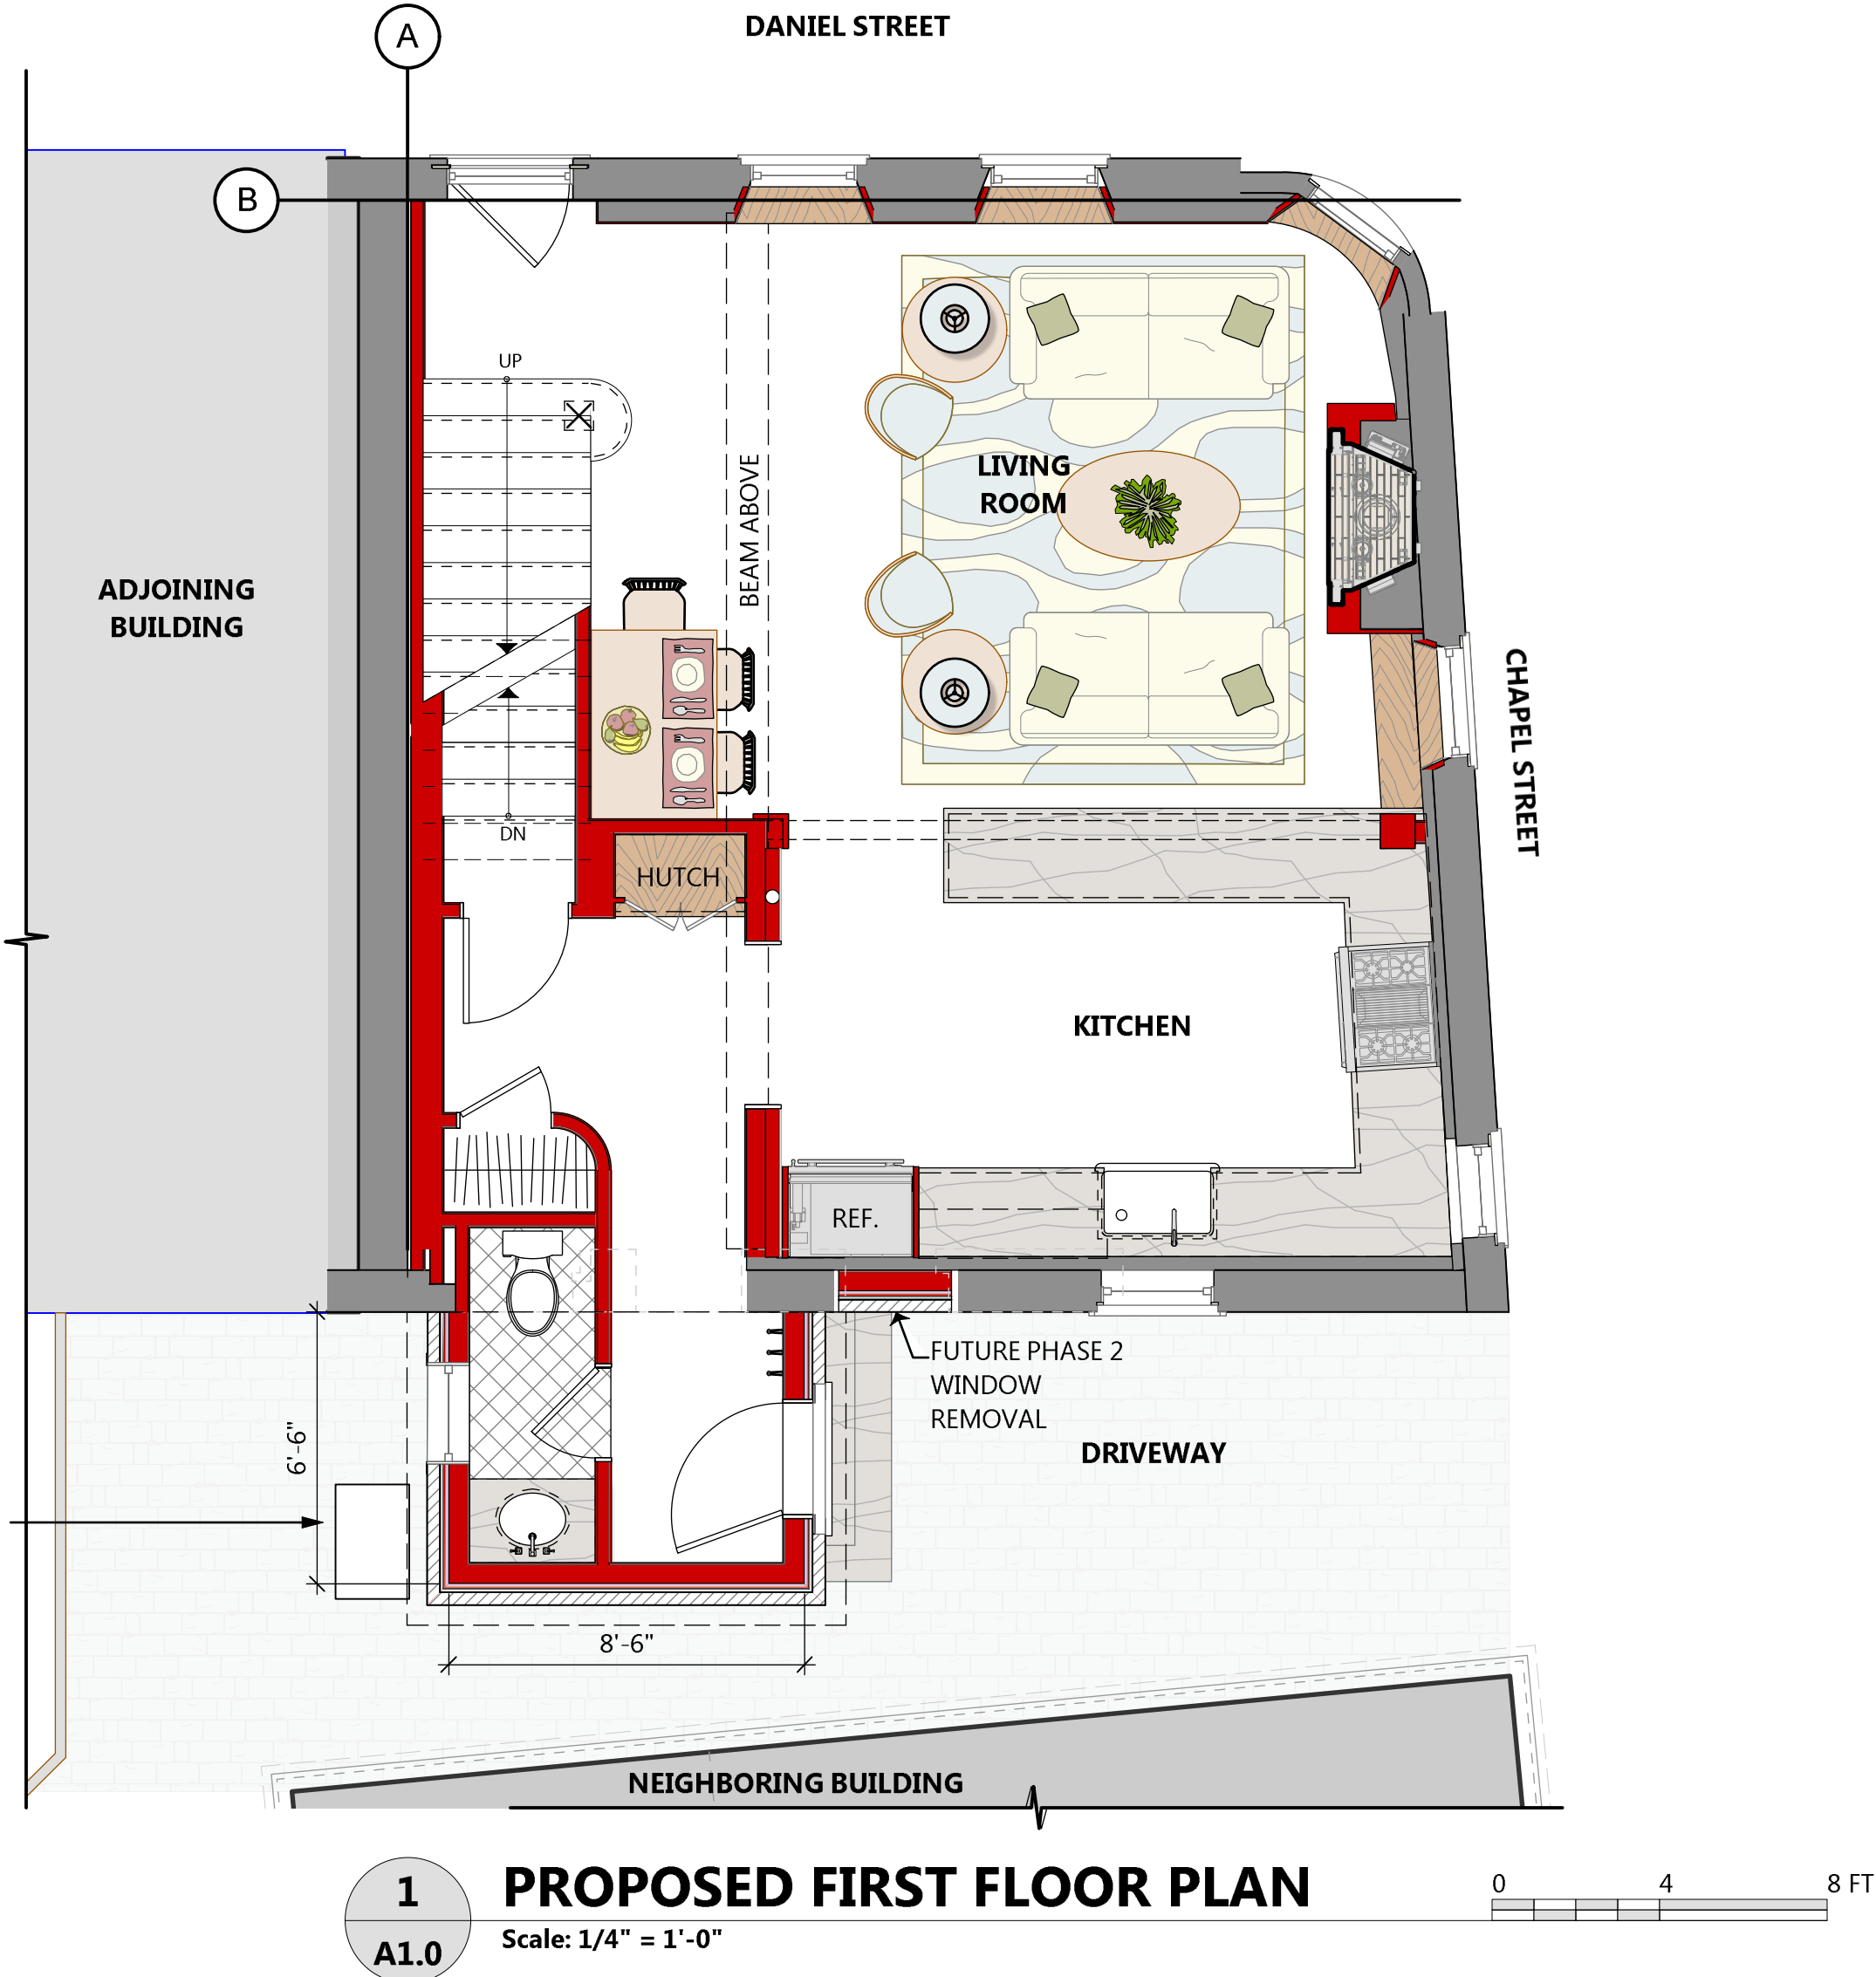 A
DANIEL STREET
B
UP
BEAM ABOVE
LIVING
ROOM
ADJOINING
BUILDING
CHAPEL STREET
DN
HUTCH
KITCHEN
REF.
FUTURE PHASE 2
WINDOW
REMOVAL
DRIVEWAY
6'-6"
8'-6"
NEIGHBORING BUILDING
1
A1.0
PROPOSED FIRST FLOOR PLAN
Scale: 1/4" = 1'-0"
0 4 8 FT